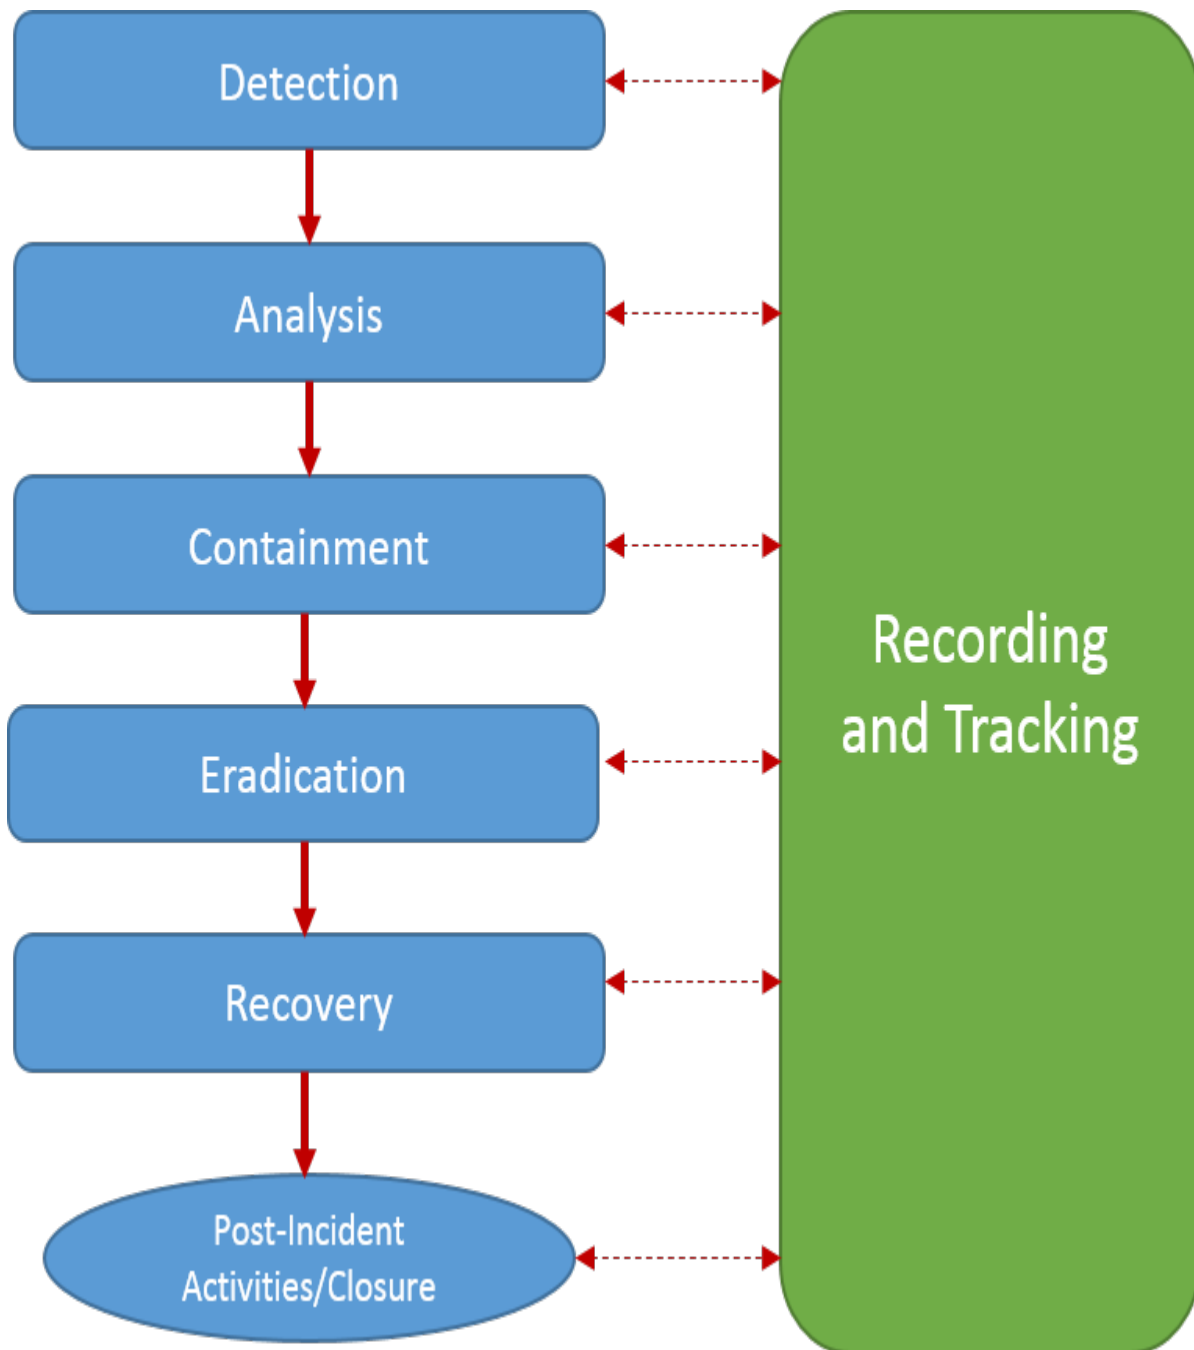 Detection
Analysis
Containment
Eradication
Recovery
Post-Incident
Activities/Closure
Recording
and Tracking